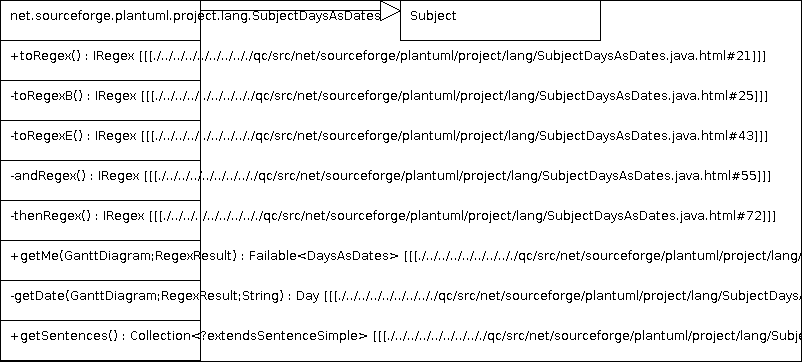 net.sourceforge.plantuml.project.lang.SubjectDaysAsDates
Subject
+toRegex() : IRegex [[[./../../../../../../../../qc/src/net/sourceforge/plantuml/project/lang/SubjectDaysAsDates.java.html#21]]]
-toRegexB() : IRegex [[[./../../../../../../../../qc/src/net/sourceforge/plantuml/project/lang/SubjectDaysAsDates.java.html#25]]]
-toRegexE() : IRegex [[[./../../../../../../../../qc/src/net/sourceforge/plantuml/project/lang/SubjectDaysAsDates.java.html#43]]]
-andRegex() : IRegex [[[./../../../../../../../../qc/src/net/sourceforge/plantuml/project/lang/SubjectDaysAsDates.java.html#55]]]
-thenRegex() : IRegex [[[./../../../../../../../../qc/src/net/sourceforge/plantuml/project/lang/SubjectDaysAsDates.java.html#72]]]
+getMe(GanttDiagram;RegexResult) : Failable<DaysAsDates> [[[./../../../../../../../../qc/src/net/sourceforge/plantuml/project/lang/
-getDate(GanttDiagram;RegexResult;String) : Day [[[./../../../../../../../../qc/src/net/sourceforge/plantuml/project/lang/SubjectDaysAs
+getSentences() : Collection<?extendsSentenceSimple> [[[./../../../../../../../../qc/src/net/sourceforge/plantuml/project/lang/Subje